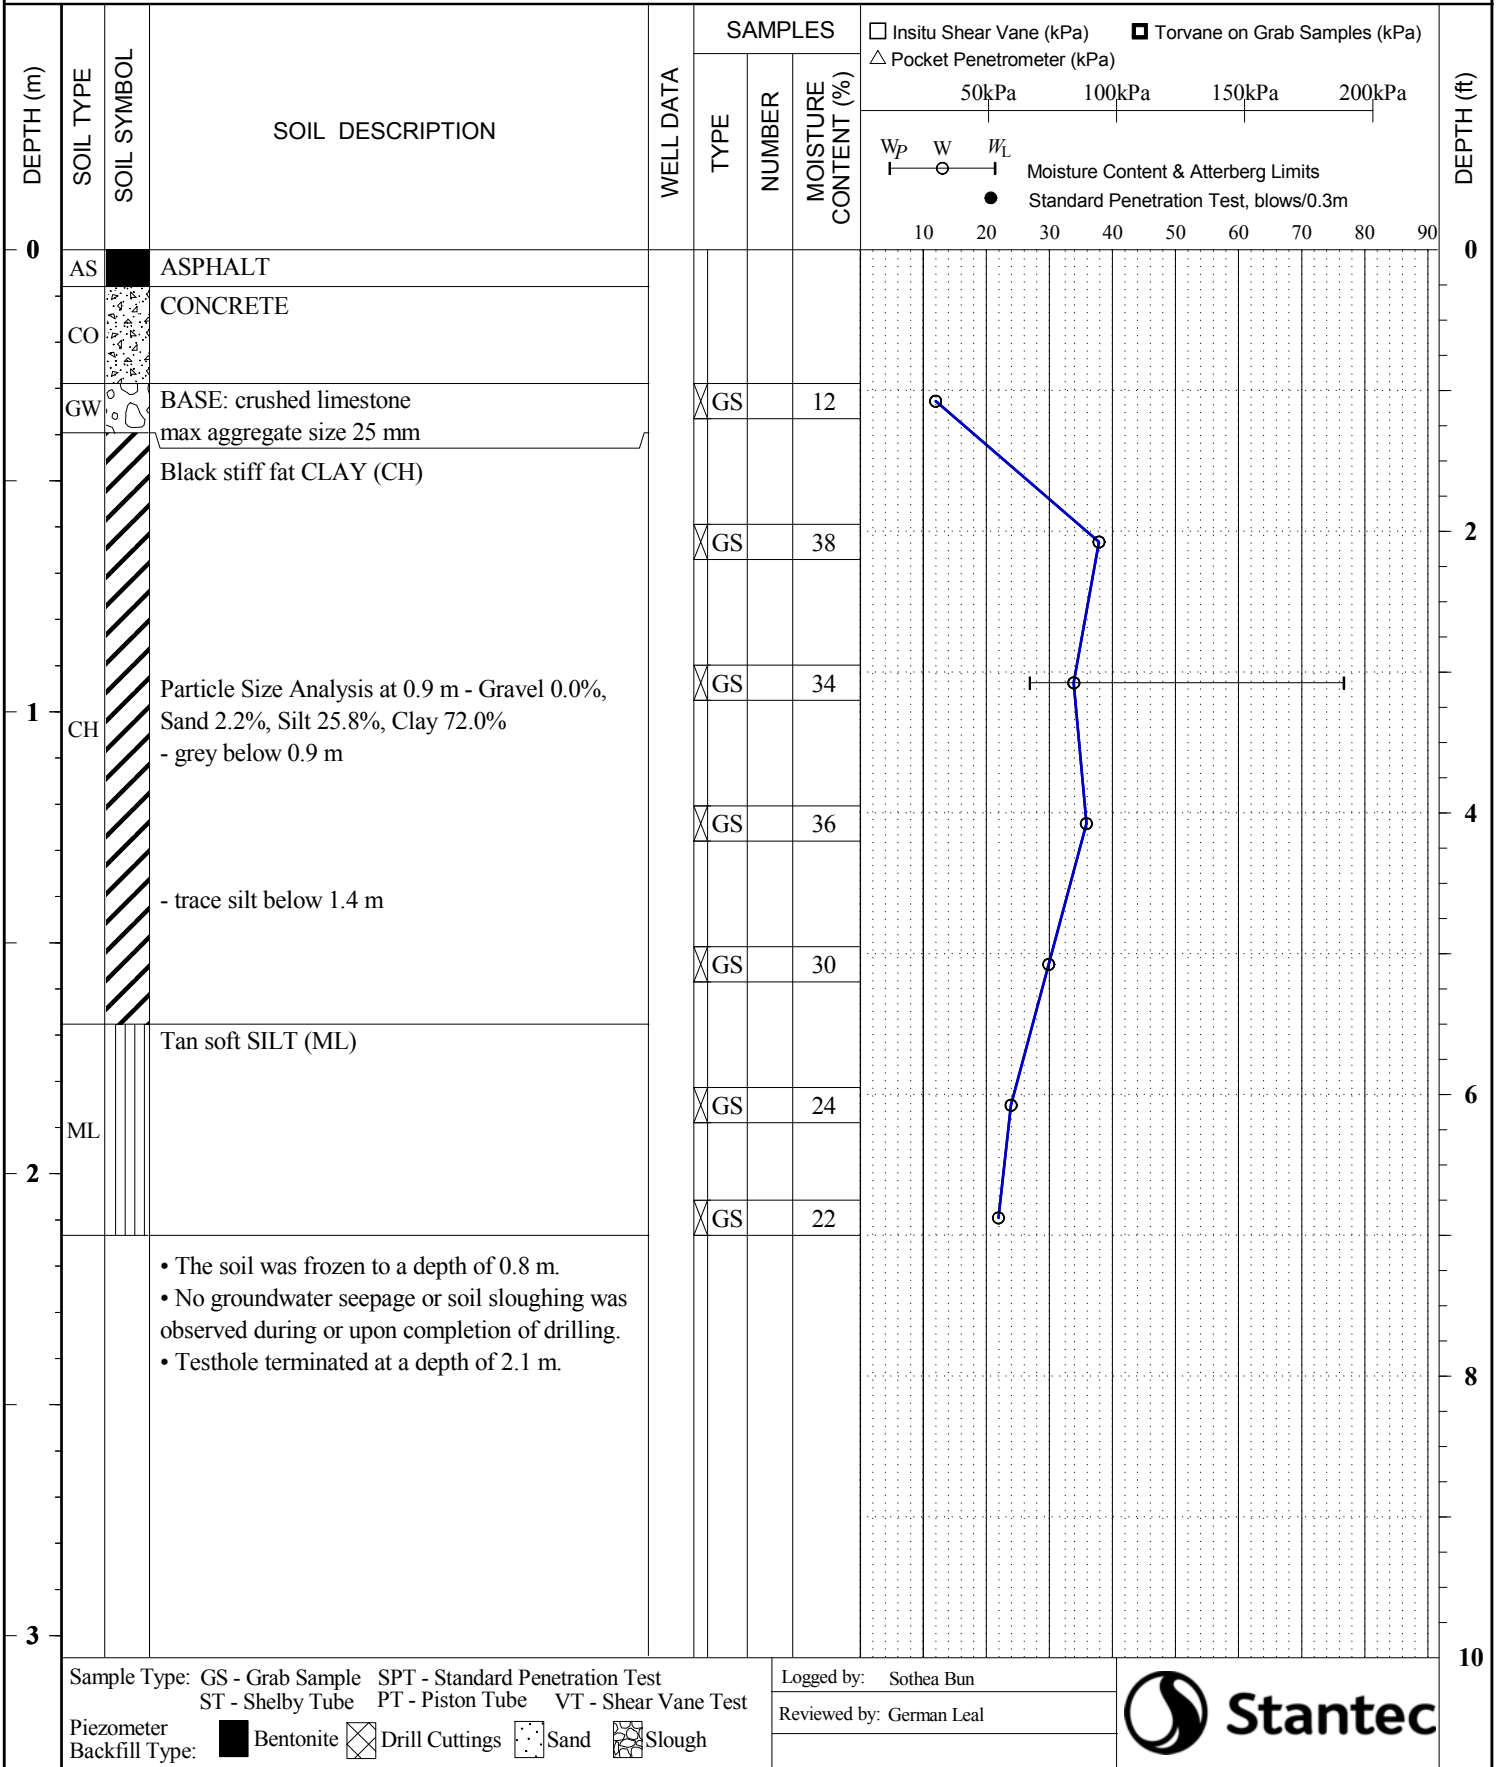 DEPTH (m)
SOIL TYPE
SOIL SYMBOL
SOIL DESCRIPTION
WELL DATA
SAMPLES
TYPE
NUMBER
MOISTURE CONTENT (%)
Insitu Shear Vane (kPa) Torvane on Grab Samples (kPa)
Pocket Penetrometer (kPa)
50kPa 100kPa 150kPa 200kPa
WP W WL
Moisture Content & Atterberg Limits
Standard Penetration Test, blows/0.3m
10 20 30 40 50 60 70 80 90
DEPTH (ft)
0 0
AS ASPHALT
CONCRETE
CO
GW BASE: crushed limestone GS 12
max aggregate size 25 mm
Black stiff fat CLAY (CH)
GS 38 2
GS 34
Particle Size Analysis at 0.9 m - Gravel 0.0%,
1 Sand 2.2%, Silt 25.8%, Clay 72.0%
CH
- grey below 0.9 m
GS 36 4
- trace silt below 1.4 m
GS 30
Tan soft SILT (ML)
GS 24 6
ML
2
GS 22
• The soil was frozen to a depth of 0.8 m.
• No groundwater seepage or soil sloughing was
observed during or upon completion of drilling.
• Testhole terminated at a depth of 2.1 m.
8
3
10
Sample Type: GS - Grab Sample SPT - Standard Penetration Test
ST - Shelby Tube PT - Piston Tube VT - Shear Vane Test
Piezometer
Backfill Type: Bentonite Drill Cuttings Sand Slough
Logged by: Sothea Bun
Reviewed by: German Leal
Stantec